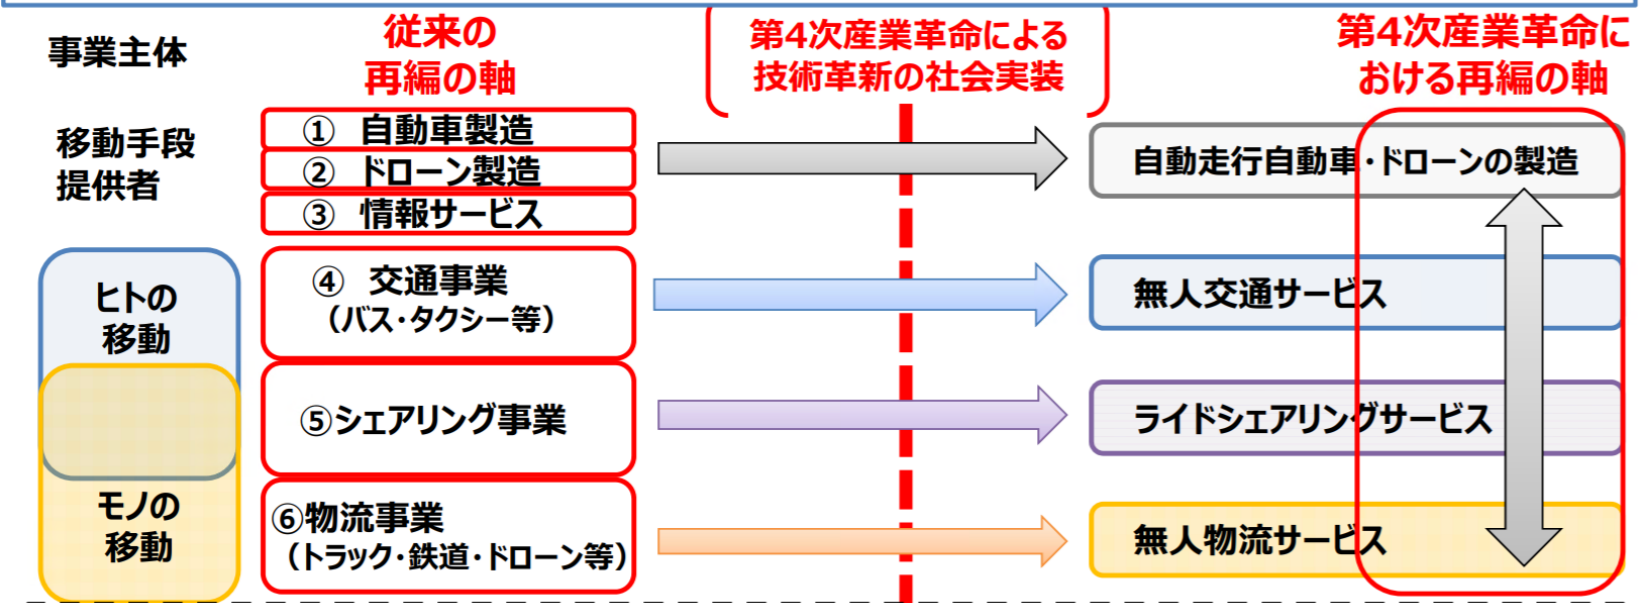 事業主体
従来の
再編の軸
第4次産業革命による
技術革新の社会実装
第4次産業革命に
おける再編の軸
移動手段
提供者
① 自動車製造
② ドローン製造
③ 情報サービス
自動走行自動車・ドローンの製造
ヒトの
移動
④ 交通事業
（バス・タクシー等）
無人交通サービス
⑤シェアリング事業
ライドシェアリングサービス
モノの
移動
⑥物流事業
（トラック・鉄道・ドローン等）
無人物流サービス